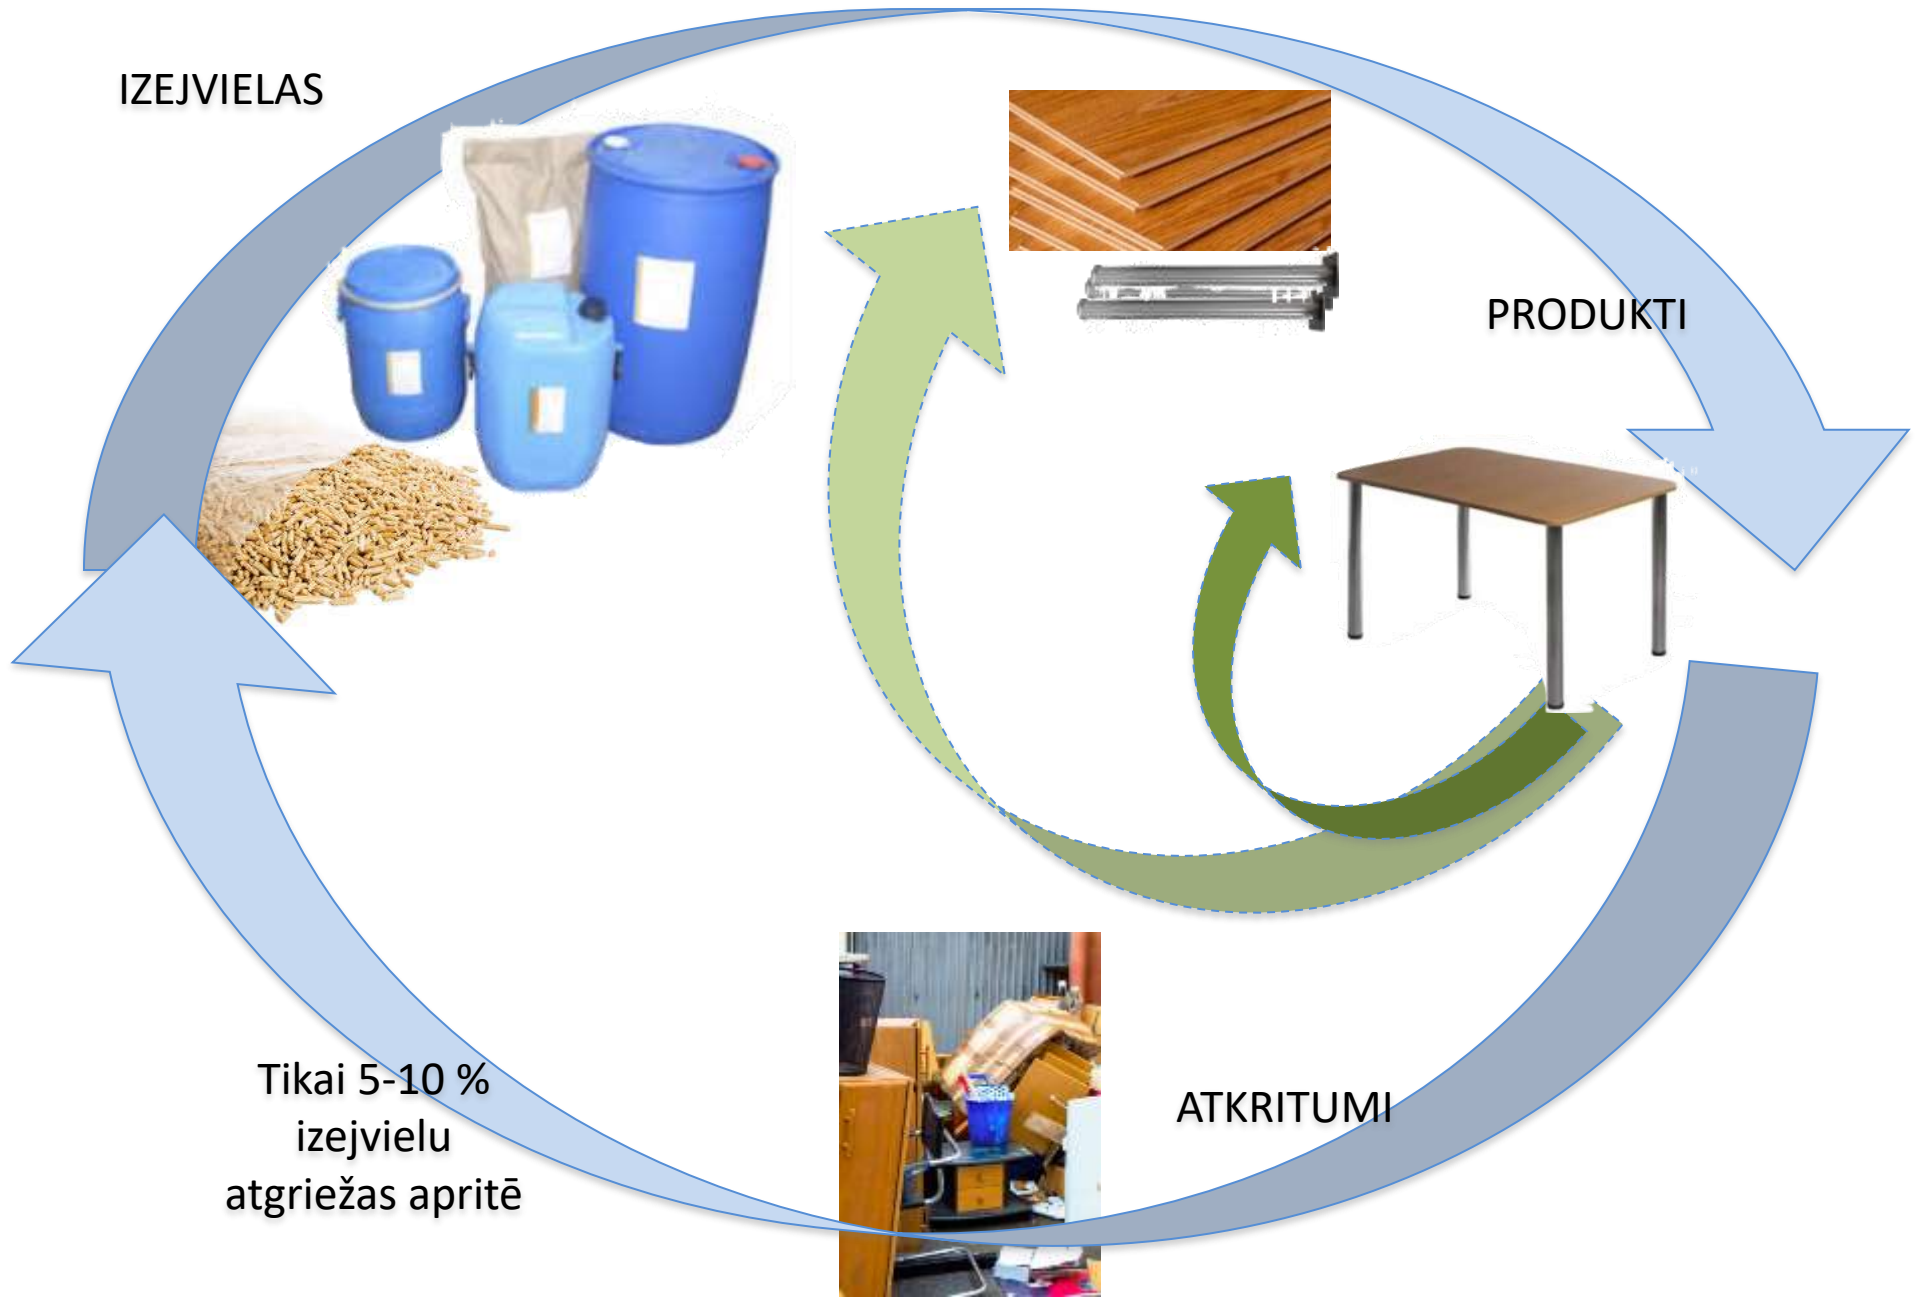 IZEJVIELAS
PRODUKTI
Tikai 5-10 %
izejvielu
atgriežas apritē
ATKRITUMI